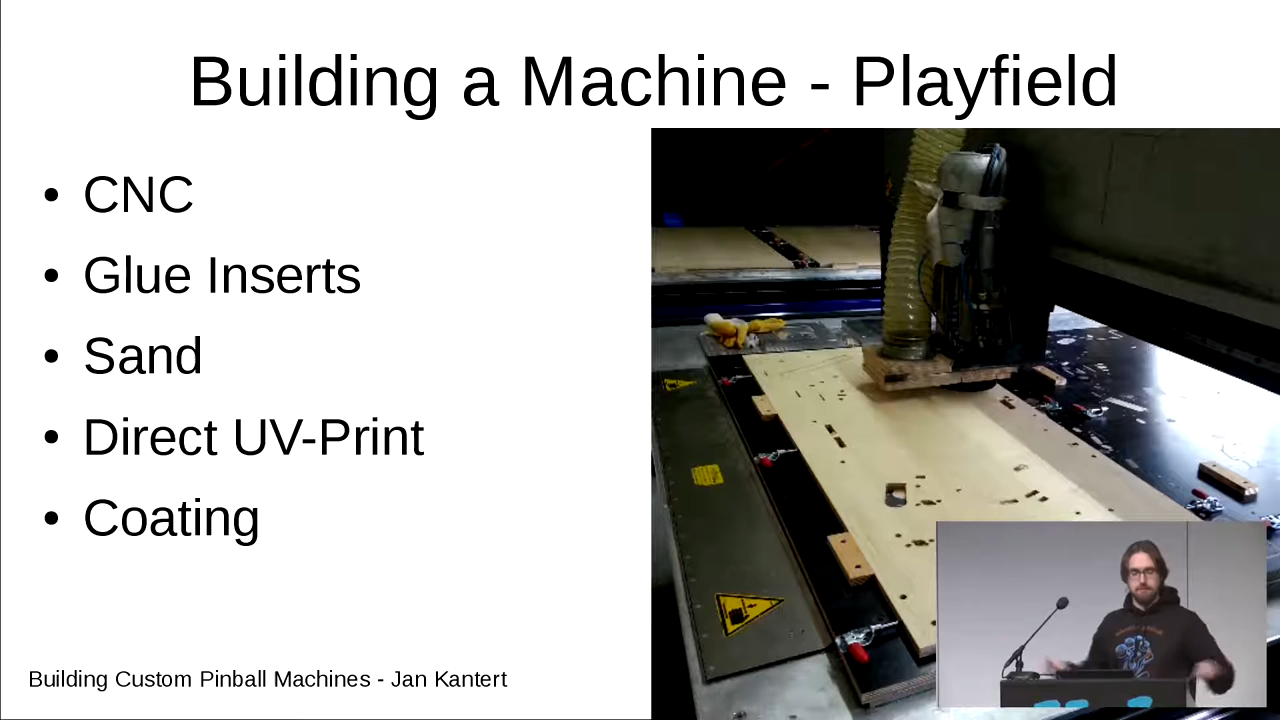 Building a Machine - Playfield
• CNC
• Glue Inserts
• Sand
• Direct UV-Print
• Coating
Building Custom Pinball Machines - Jan Kantert